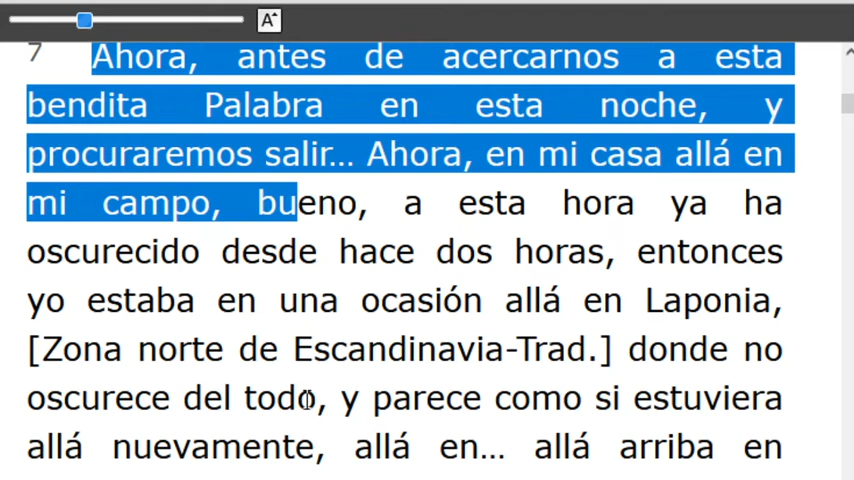 A
7 Ahora, antes de acercarnos a esta
bendita Palabra en esta noche, y
procuraremos salir... Ahora, en mi casa allá en
mi campo, bueno, a esta hora ya ha
oscurecido desde hace dos horas, entonces
yo estaba en una ocasión allá en Laponia,
[Zona norte de Escandinavia-Trad.] donde no
oscurece del todo, y parece como si estuviera
allá nuevamente, allá en... allá arriba en